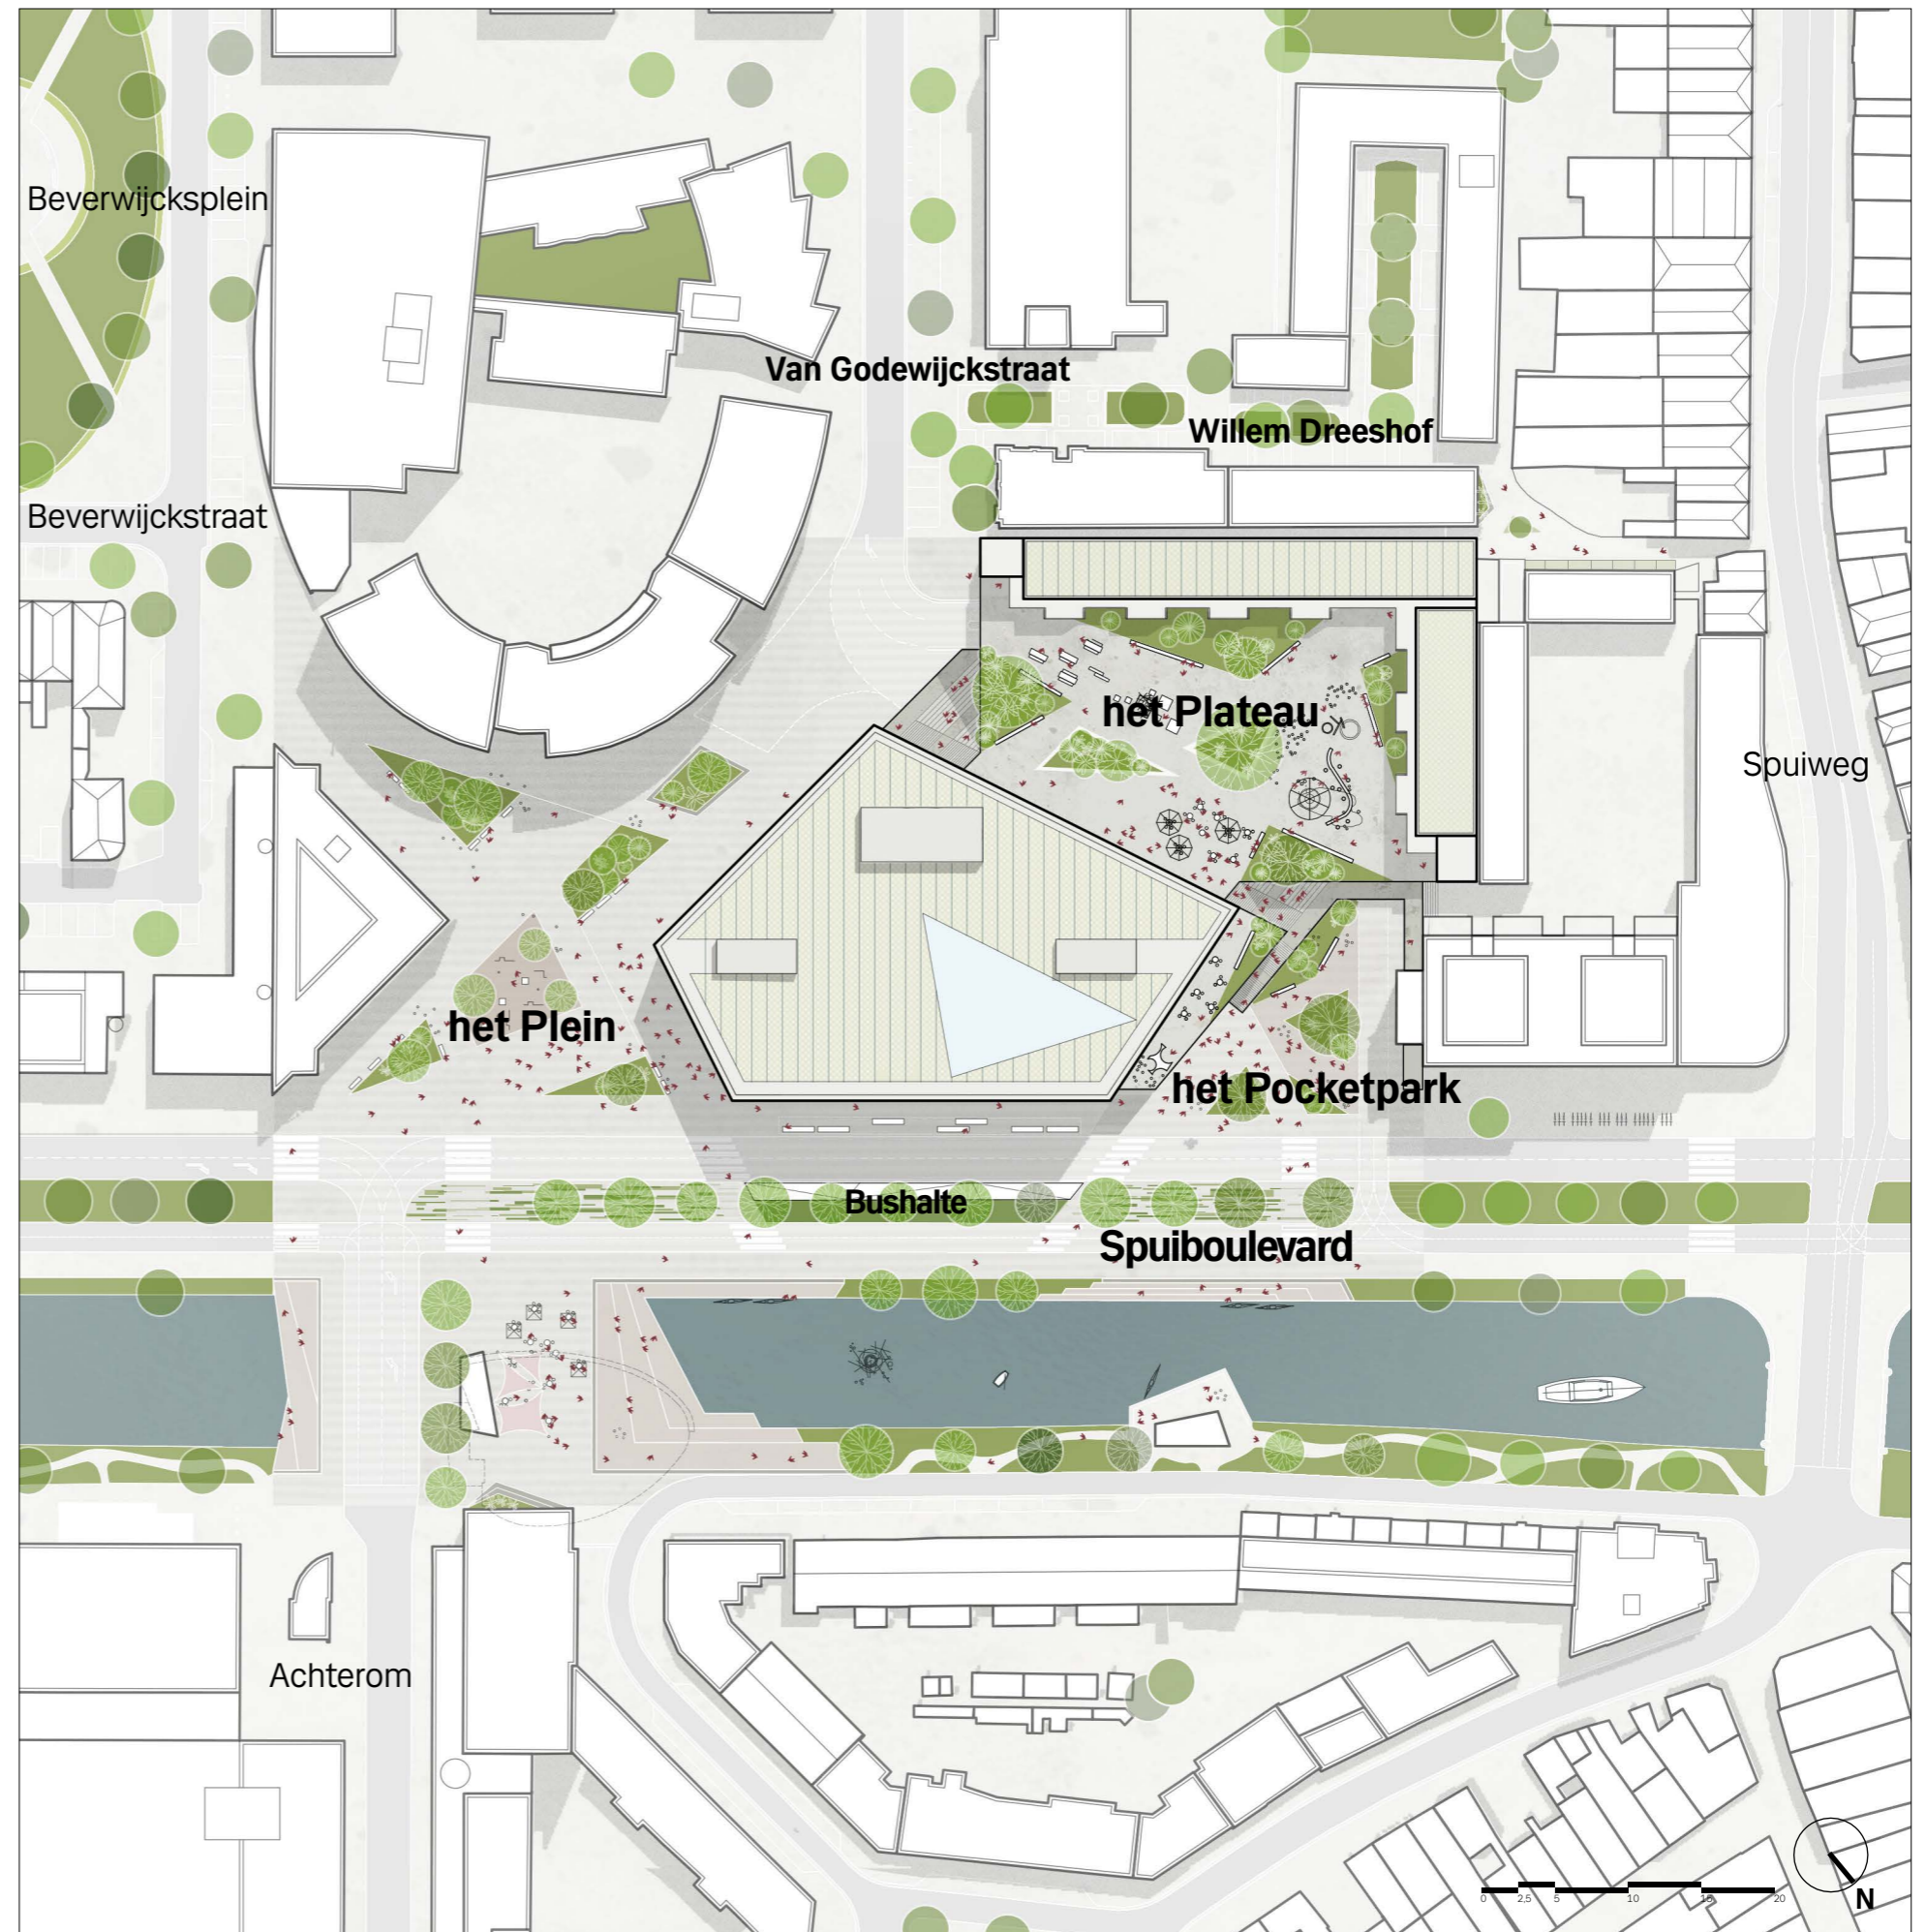 Beverwijcksplein
Van Godewijckstraat
Willem Dreeshof
Beverwijckstraat
het Plateau
Spuiweg
het Plein
het Pocketpark
Bushalte
Spuiboulevard
Achterom
0 2,5 5 10 15 20
N